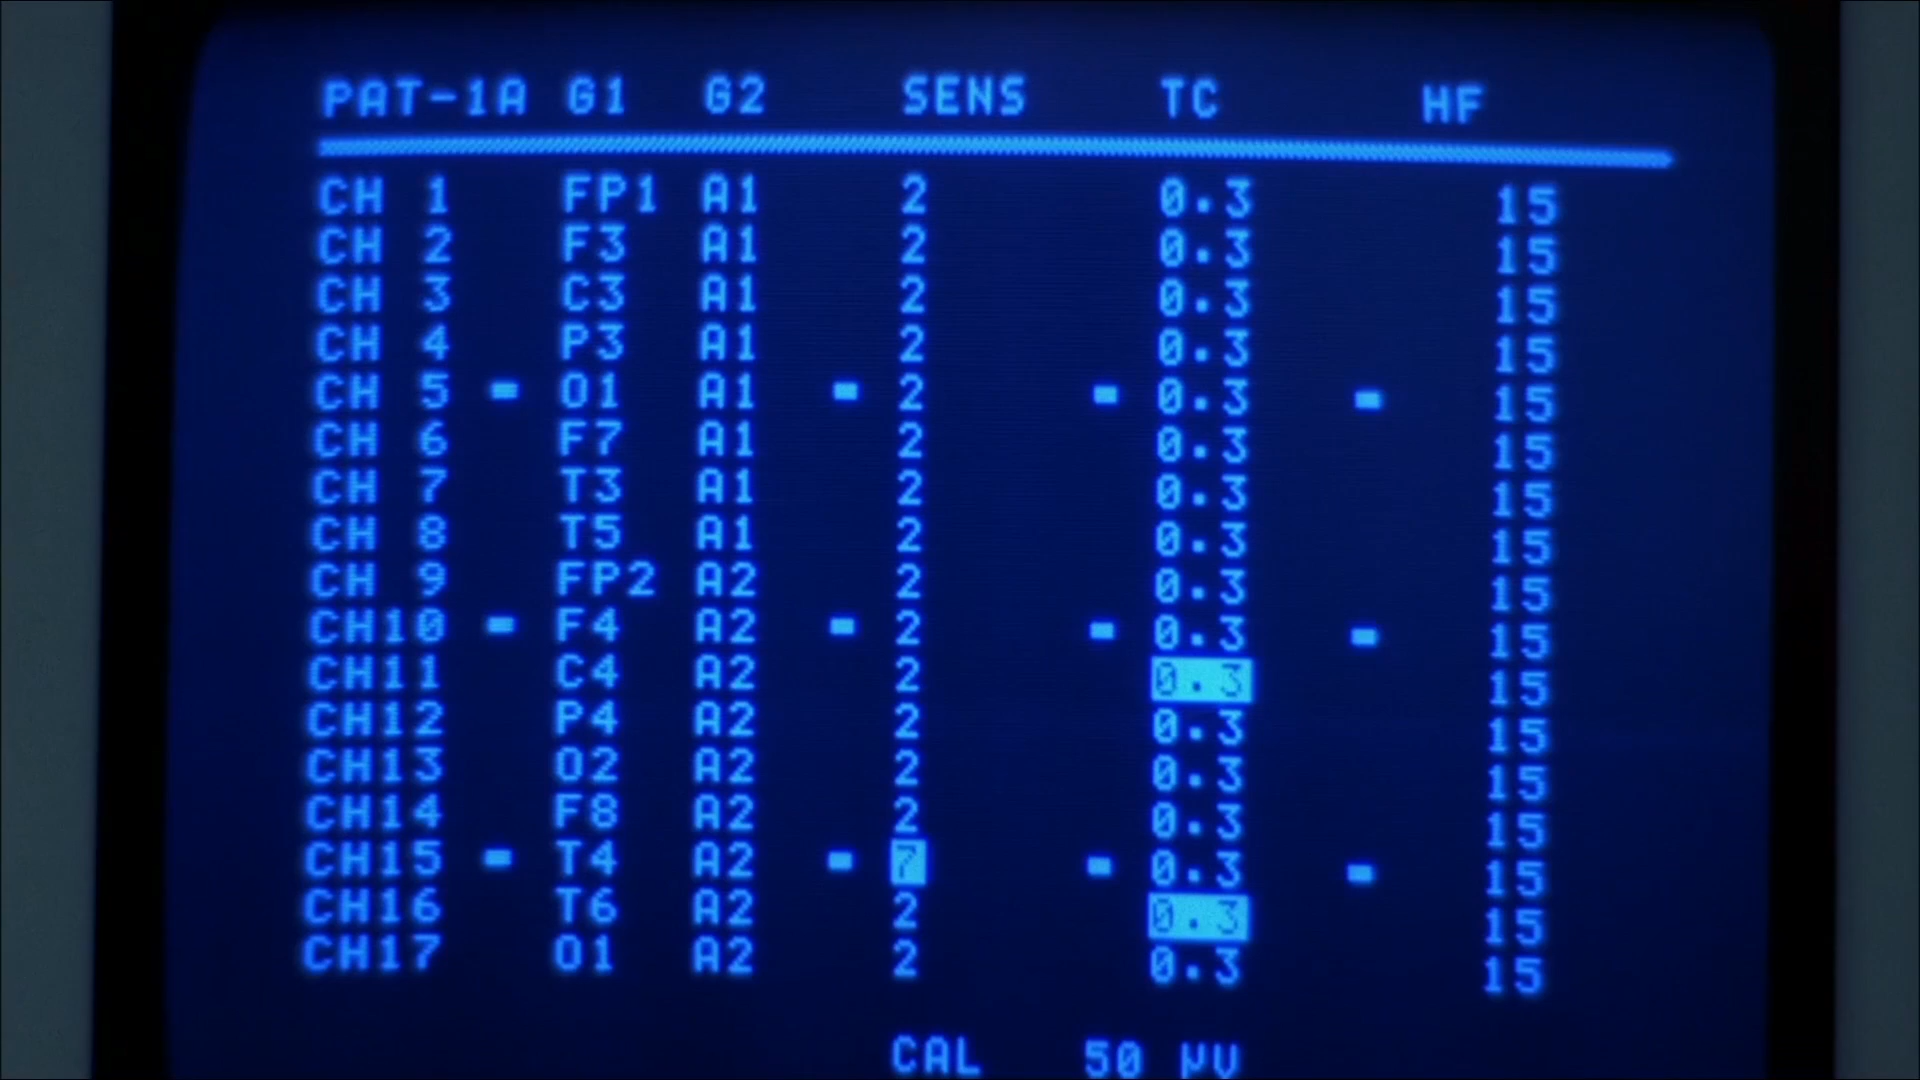 PAT-1A G1 G2 SENS TC HF
CH 1 FP1 A1 2 0.3 15
CH 2 F3 A1 2 0.3 15
CH 3 C3 A1 2 0.3 15
CH 4 P3 A1 2 0.3 15
CH 5 - O1 A1 - 2 - 0.3 - 15
CH 6 F7 A1 2 0.3 15
CH 7 T3 A1 2 0.3 15
CH 8 T5 A1 2 0.3 15
CH 9 FP2 A2 2 0.3 15
CH10 - F4 A2 - 2 - 0.3 - 15
CH11 C4 A2 2 0.3 15
CH12 P4 A2 2 0.3 15
CH13 O2 A2 2 0.3 15
CH14 F8 A2 2 0.3 15
CH15 - T4 A2 - 7 - 0.3 - 15
CH16 T6 A2 2 0.3 15
CH17 O1 A2 2 0.3 15
CAL 50 µV